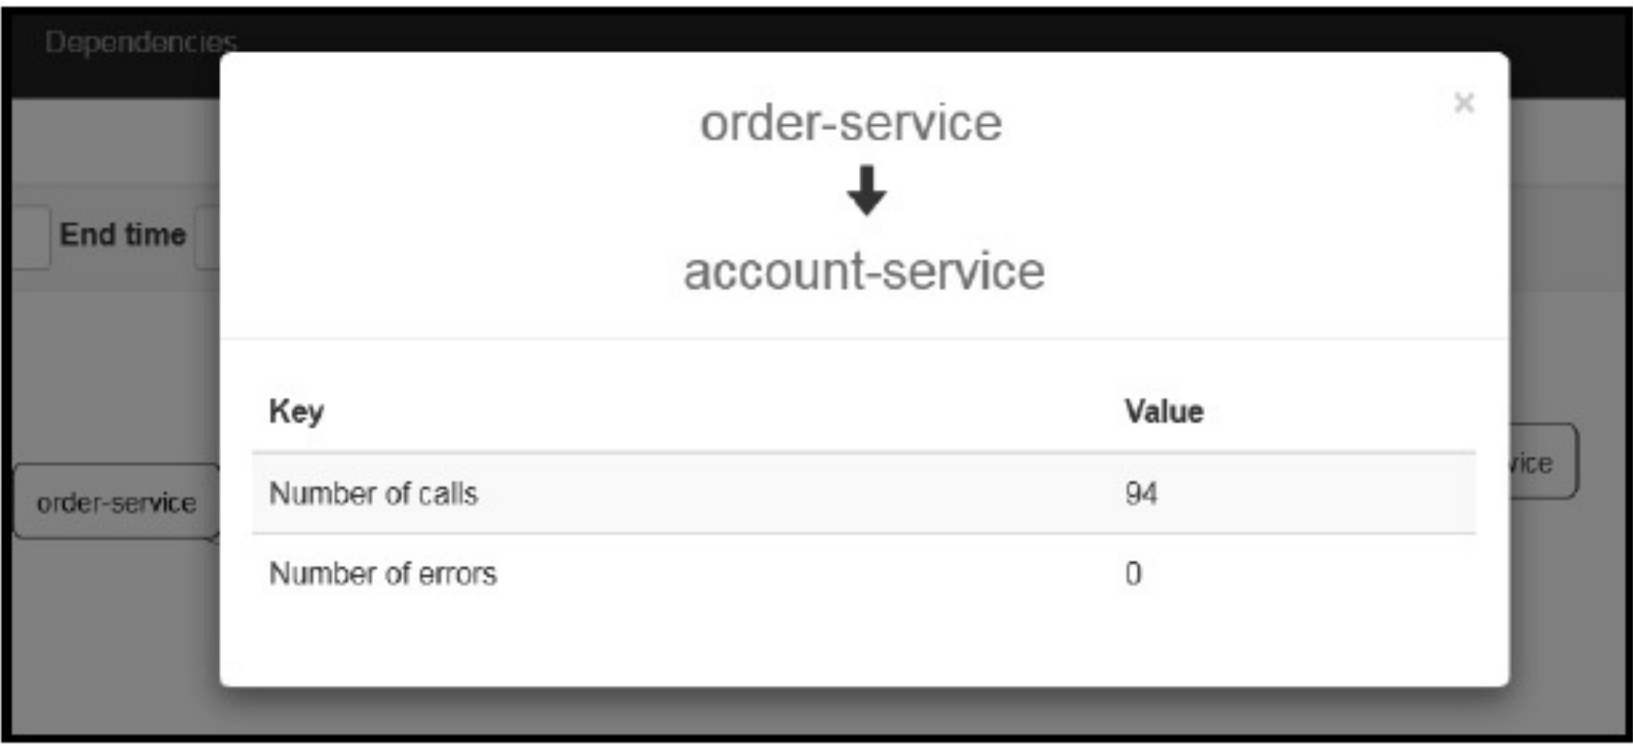 Dependencies
×
order-service
account-service
End time
Key Value
Number of calls 94
vice
order-service
Number of errors 0